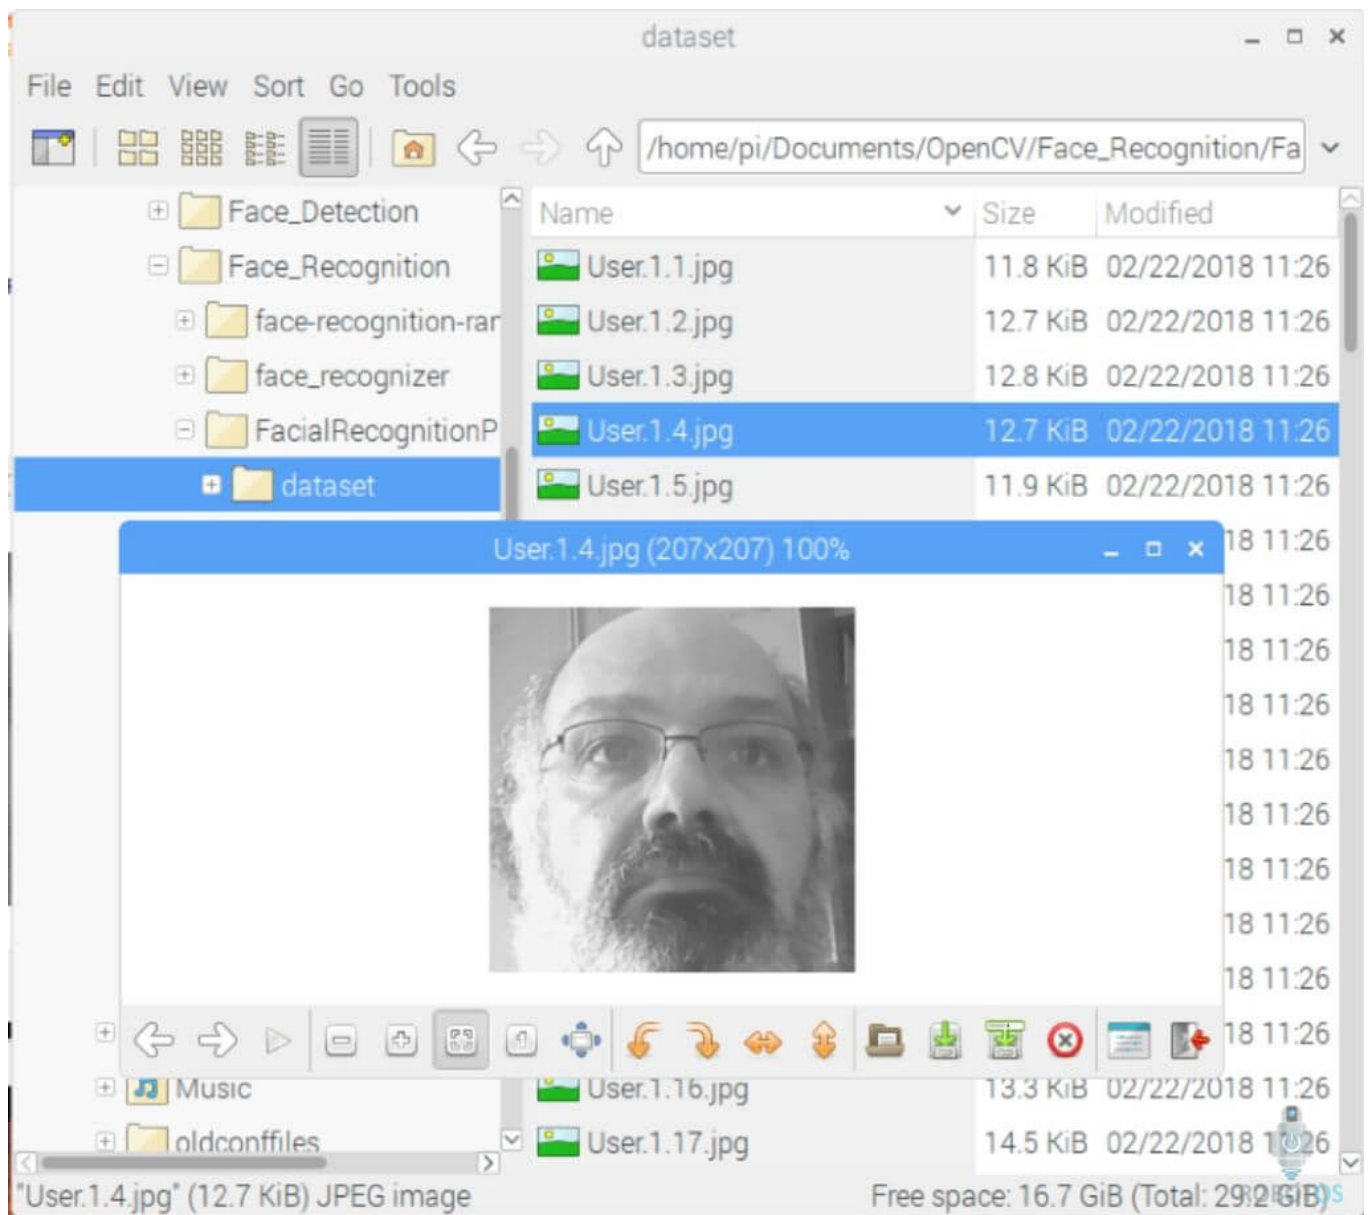 dataset
File Edit View Sort Go Tools
/home/pi/Documents/OpenCV/Face_Recognition/Fa
Face_Detection
Face_Recognition
face-recognition-rar
face_recognizer
FacialRecognitionP
dataset
Name Size Modified
User.1.1.jpg 11.8 KiB 02/22/2018 11:26
User.1.2.jpg 12.7 KiB 02/22/2018 11:26
User.1.3.jpg 12.8 KiB 02/22/2018 11:26
User.1.4.jpg 12.7 KiB 02/22/2018 11:26
User.1.5.jpg 11.9 KiB 02/22/2018 11:26
User.1.4.jpg (207x207) 100%
18 11:26
18 11:26
18 11:26
18 11:26
18 11:26
18 11:26
18 11:26
18 11:26
18 11:26
18 11:26
Music
oldconffiles
User.1.16.jpg 13.3 KiB 02/22/2018 11:26
User.1.17.jpg 14.5 KiB 02/22/2018 11:26
"User.1.4.jpg" (12.7 KiB) JPEG image
Free space: 16.7 GiB (Total: 29.2 GiB)